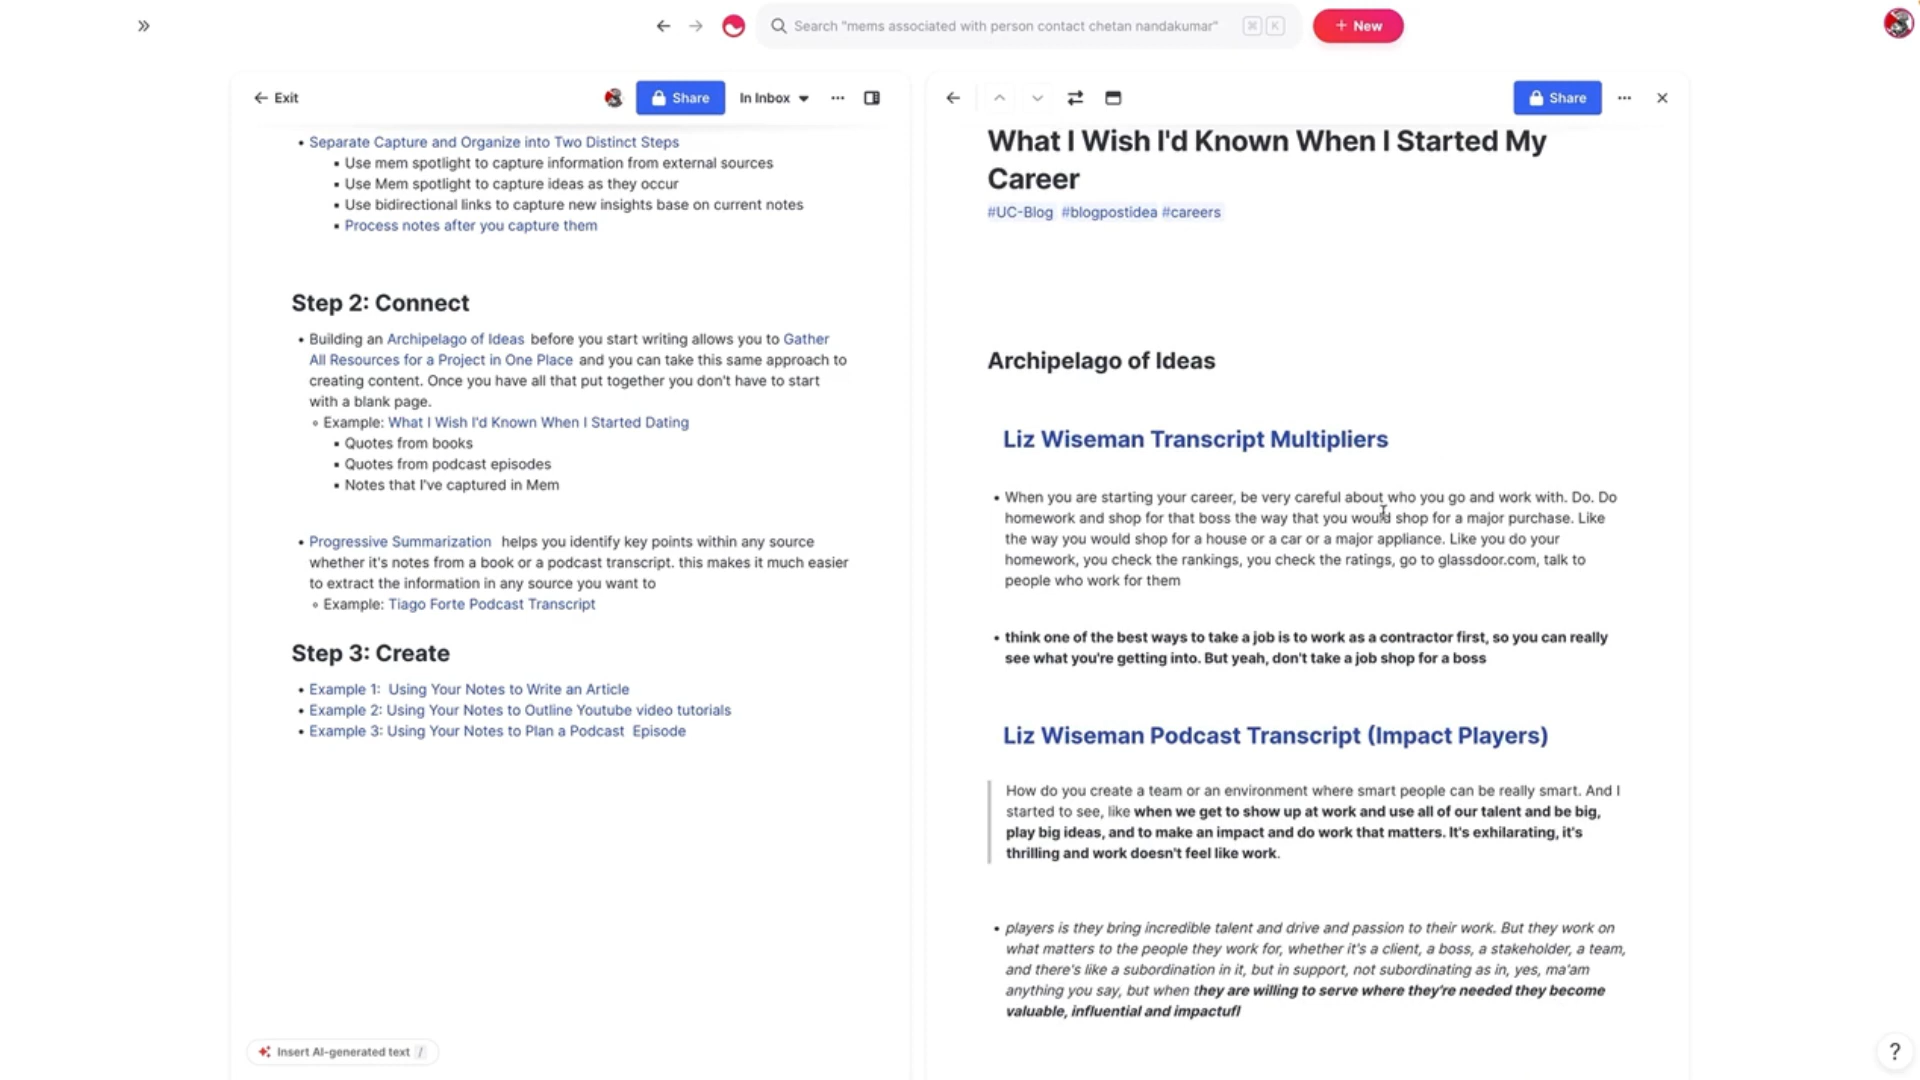 Search "mems associated with person contact chetan nandakumar"
⌘ K
+ New
Exit
Share
In Inbox
Separate Capture and Organize into Two Distinct Steps
Use mem spotlight to capture information from external sources
Use Mem spotlight to capture ideas as they occur
Use bidirectional links to capture new insights base on current notes
Process notes after you capture them
Step 2: Connect
Building an Archipelago of Ideas before you start writing allows you to Gather
All Resources for a Project in One Place and you can take this same approach to
creating content. Once you have all that put together you don't have to start
with a blank page.
Example: What I Wish I'd Known When I Started Dating
Quotes from books
Quotes from podcast episodes
Notes that I've captured in Mem
Progressive Summarization helps you identify key points within any source
whether it's notes from a book or a podcast transcript. this makes it much easier
to extract the information in any source you want to
Example: Tiago Forte Podcast Transcript
Step 3: Create
Example 1: Using Your Notes to Write an Article
Example 2: Using Your Notes to Outline Youtube video tutorials
Example 3: Using Your Notes to Plan a Podcast Episode
Insert AI-generated text /
Share
What I Wish I'd Known When I Started My
Career
#UC-Blog #blogpostidea #careers
Archipelago of Ideas
Liz Wiseman Transcript Multipliers
When you are starting your career, be very careful about who you go and work with. Do. Do
homework and shop for that boss the way that you would shop for a major purchase. Like
the way you would shop for a house or a car or a major appliance. Like you do your
homework, you check the rankings, you check the ratings, go to glassdoor.com, talk to
people who work for them
think one of the best ways to take a job is to work as a contractor first, so you can really
see what you're getting into. But yeah, don't take a job shop for a boss
Liz Wiseman Podcast Transcript (Impact Players)
How do you create a team or an environment where smart people can be really smart. And I
started to see, like when we get to show up at work and use all of our talent and be big,
play big ideas, and to make an impact and do work that matters. It's exhilarating, it's
thrilling and work doesn't feel like work.
players is they bring incredible talent and drive and passion to their work. But they work on
what matters to the people they work for, whether it's a client, a boss, a stakeholder, a team,
and there's like a subordination in it, but in support, not subordinating as in, yes, ma'am
anything you say, but when they are willing to serve where they're needed they become
valuable, influential and impactufl
?